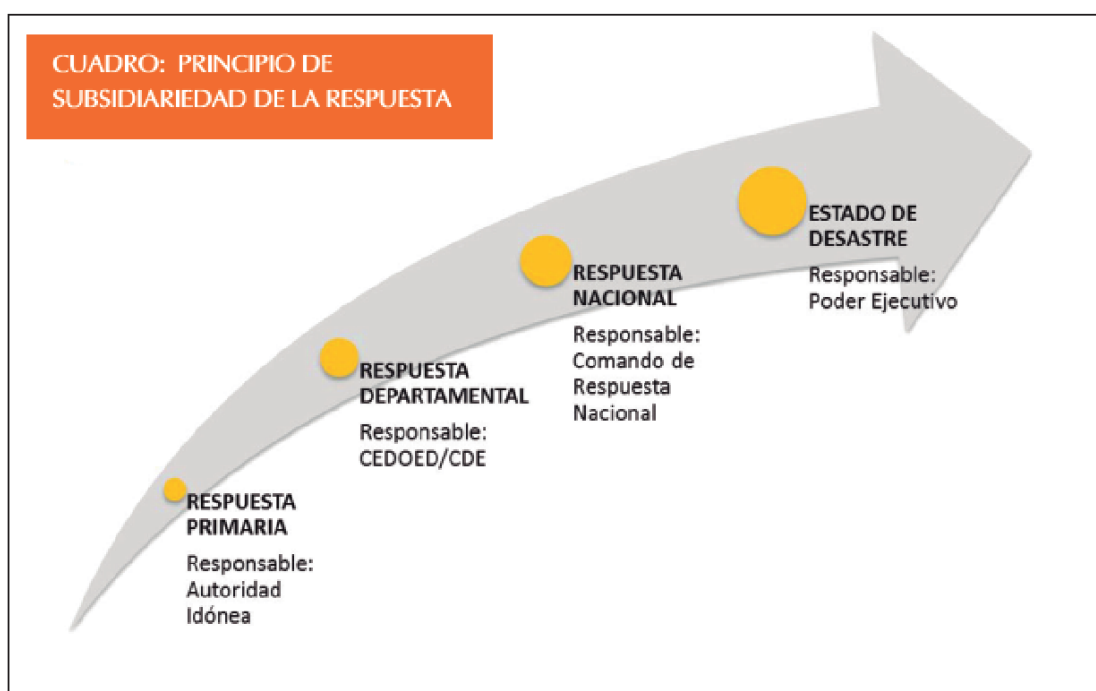 CUADRO: PRINCIPIO DE
SUBSIDIARIEDAD DE LA RESPUESTA
RESPUESTA
PRIMARIA
Responsable:
Autoridad
Idónea
RESPUESTA
DEPARTAMENTAL
Responsable:
CEDOED/CDE
RESPUESTA
NACIONAL
Responsable:
Comando de
Respuesta
Nacional
ESTADO DE
DESASTRE
Responsable:
Poder Ejecutivo